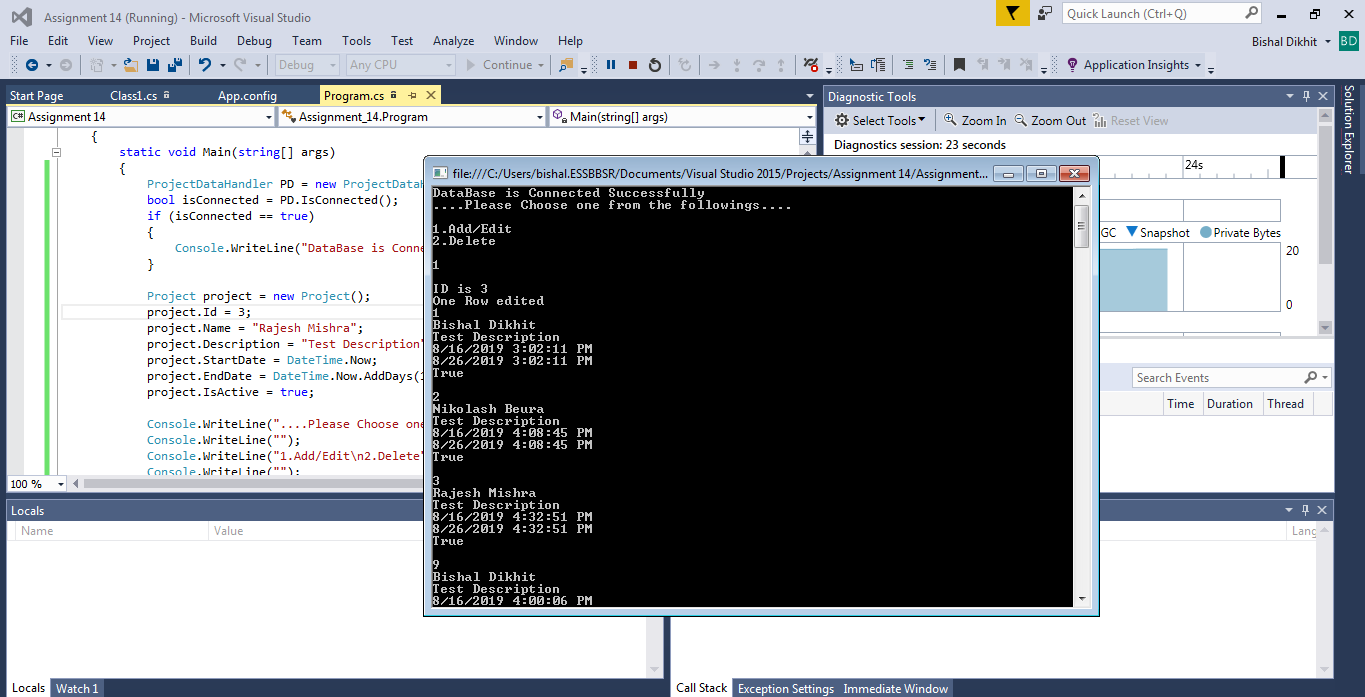 Assignment 14 (Running) - Microsoft Visual Studio
Quick Launch (Ctrl+Q)
File Edit View Project Build Debug Team Tools Test Analyze Window Help
Bishal Dikhit BD
Debug Any CPU Continue Application Insights
Start Page Class1.cs App.config Program.cs
C# Assignment 14 Assignment_14.Program Main(string[] args)
{
static void Main(string[] args)
{
ProjectDataHandler PD = new ProjectDataH
bool isConnected = PD.IsConnected();
if (isConnected == true)
{
Console.WriteLine("DataBase is Conne
}
Project project = new Project();
project.Id = 3;
project.Name = "Rajesh Mishra";
project.Description = "Test Description"
project.StartDate = DateTime.Now;
project.EndDate = DateTime.Now.AddDays(1
project.IsActive = true;
Console.WriteLine("....Please Choose one
Console.WriteLine("");
Console.WriteLine("1.Add/Edit\n2.Delete"
Console.WriteLine("");
100 %
file:///C:/Users/bishal.ESSBBSR/Documents/Visual Studio 2015/Projects/Assignment 14/Assignment...
DataBase is Connected Successfully
....Please Choose one from the followings....
1.Add/Edit
2.Delete
1
ID is 3
One Row edited
1
Bishal Dikhit
Test Description
8/16/2019 3:02:11 PM
8/26/2019 3:02:11 PM
True
2
Nikolash Beura
Test Description
8/16/2019 4:08:45 PM
8/26/2019 4:08:45 PM
True
3
Rajesh Mishra
Test Description
8/16/2019 4:32:51 PM
8/26/2019 4:32:51 PM
True
9
Bishal Dikhit
Test Description
8/16/2019 4:00:06 PM
Diagnostic Tools
Select Tools Zoom In Zoom Out Reset View
Diagnostics session: 23 seconds
24s
GC Snapshot Private Bytes
20
0
Search Events
Time Duration Thread
Solution Explorer
Locals
Name Value
Lang
Locals Watch 1
Call Stack Exception Settings Immediate Window